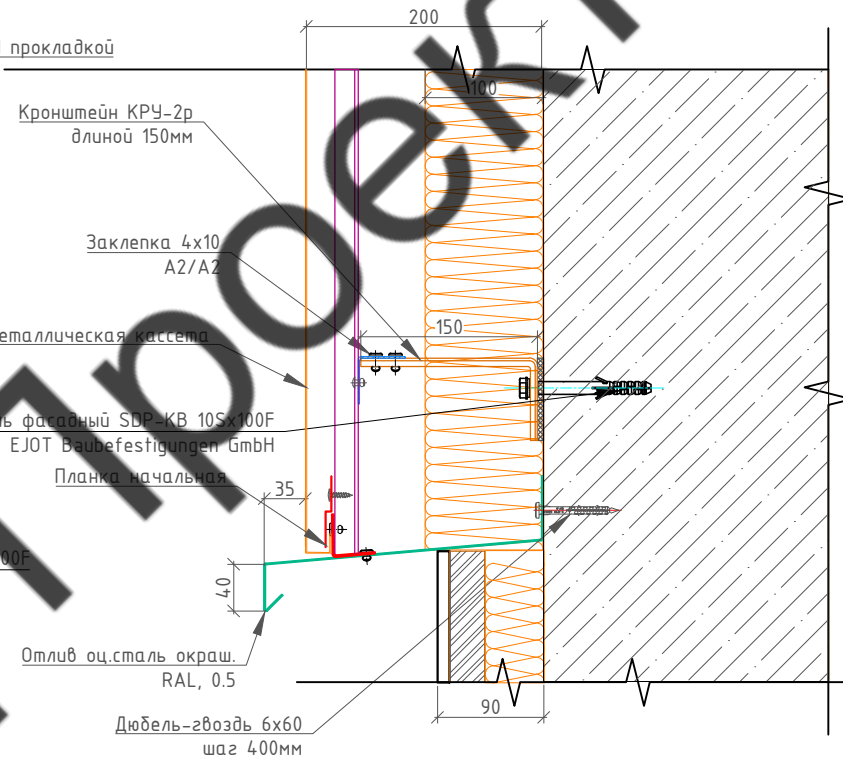 200
прокладкой
100
Кронштейн КРУ-2р
длиной 150мм
Заклепка 4х10
А2/А2
150
кассета
фасадный SDP-KB 10Sx100F
EJOT Baubefestigungen GmbH
Планка начальная
35
40
Отлив оц.сталь окраш.
RAL, 0.5
90
Дюбель-гвоздь 6х60
шаг 400мм
Проект